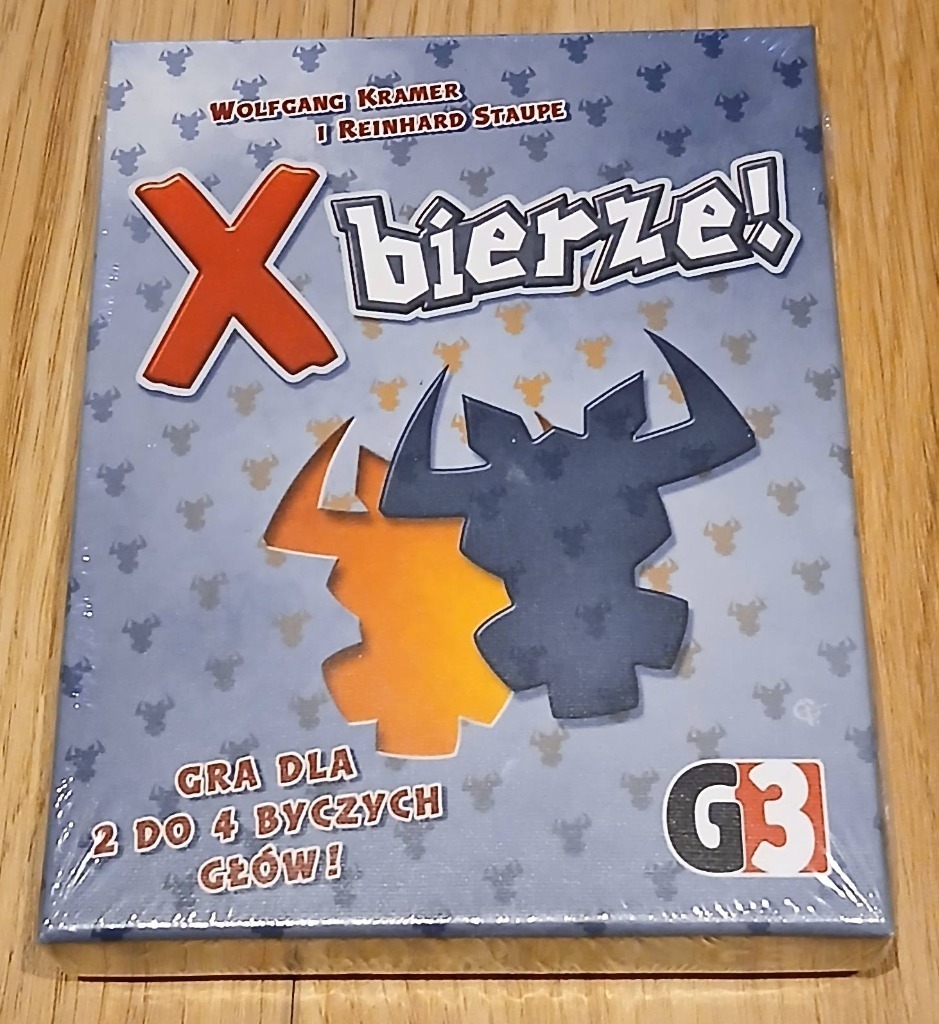 WOLFGANG KRAMER
I REINHARD STAUPE
X bierze!
GRA DLA
2 DO 4 BYCZYCH
GŁÓW!
G3